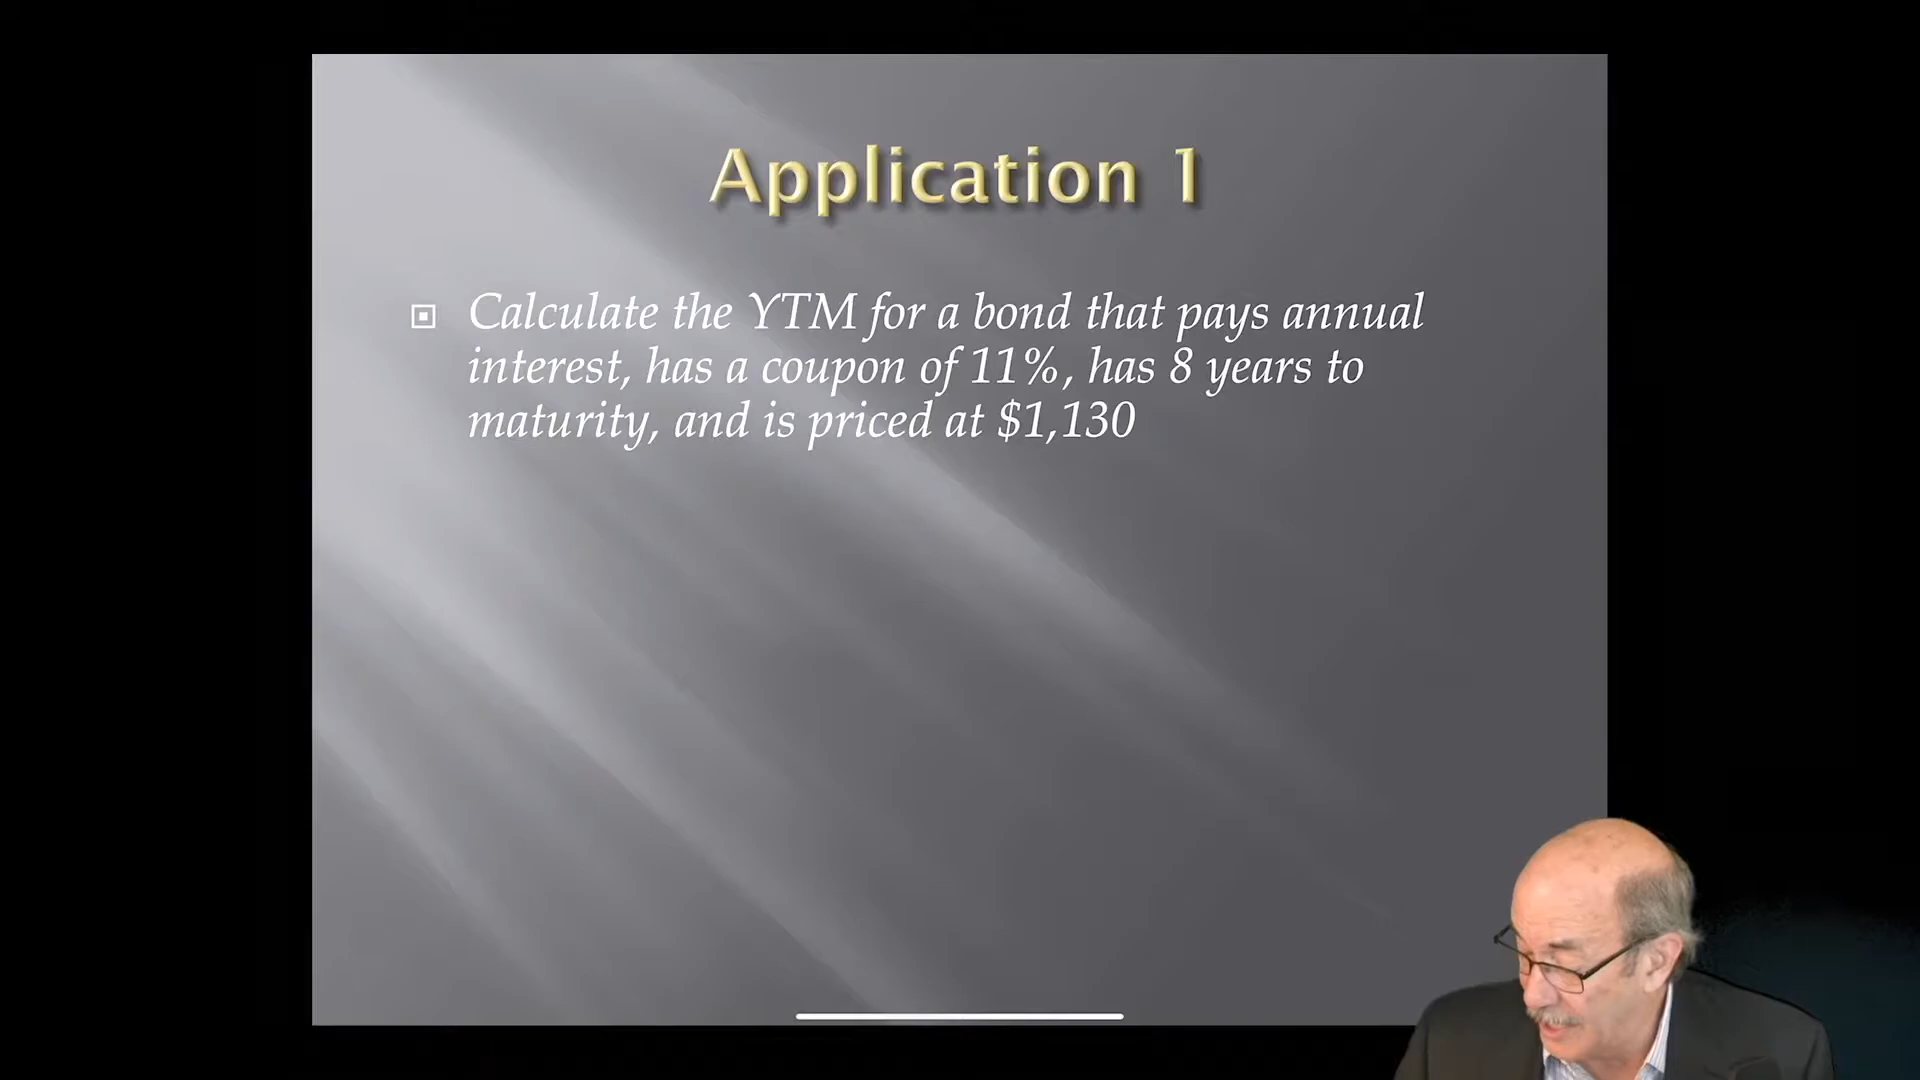 Application 1
Calculate the YTM for a bond that pays annual
interest, has a coupon of 11%, has 8 years to
maturity, and is priced at $1,130